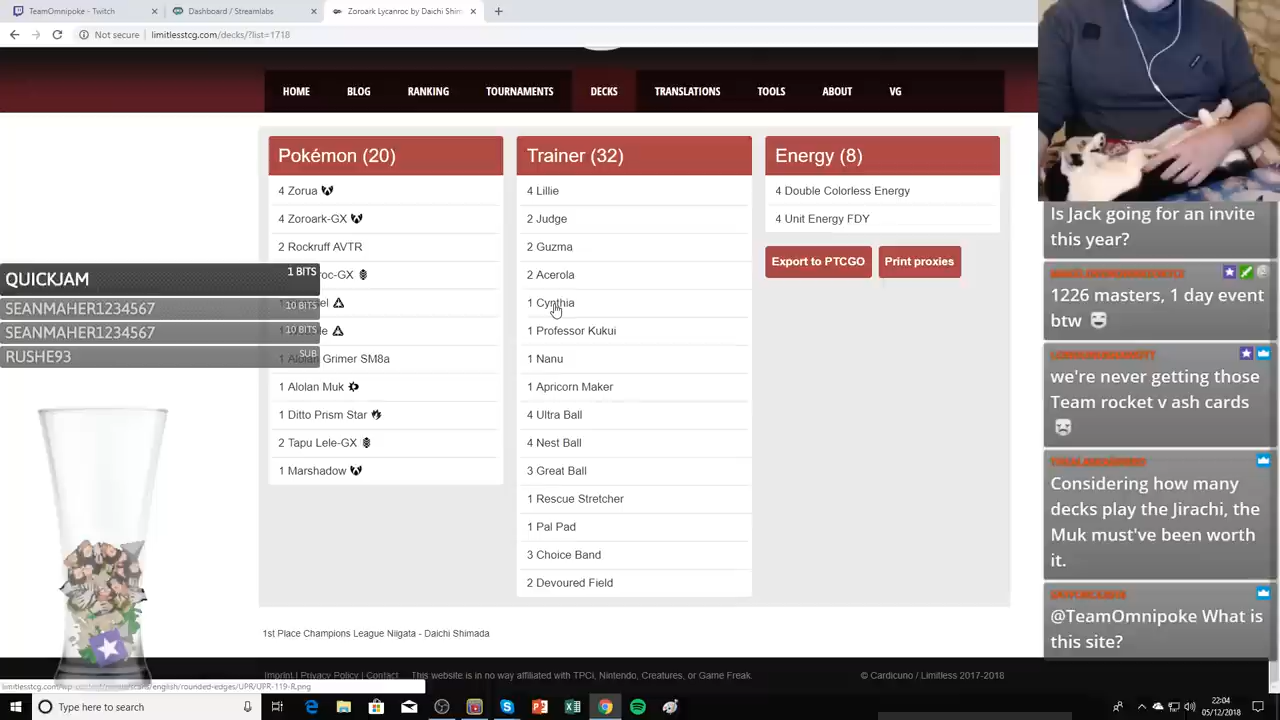 TeamOmnipoke - Twitch
Dashboard / Streamlabs
Zoroark Lycanroc by Daichi Shim
Not secure
limitlesstcg.com/decks/?list=1718
HOME
BLOG
RANKING
TOURNAMENTS
DECKS
TRANSLATIONS
TOOLS
ABOUT
VG
Pokémon (20)
4 Zorua
4 Zoroark-GX
2 Rockruff AVTR
roc-GX
el
e
Grimer SM8a
1 Alolan Muk
1 Ditto Prism Star
2 Tapu Lele-GX
1 Marshadow
Trainer (32)
4 Lillie
2 Judge
2 Guzma
2 Acerola
1 Cynthia
1 Professor Kukui
1 Nanu
1 Apricorn Maker
4 Ultra Ball
4 Nest Ball
3 Great Ball
1 Rescue Stretcher
1 Pal Pad
3 Choice Band
2 Devoured Field
Energy (8)
4 Double Colorless Energy
4 Unit Energy FDY
Export to PTCGO
Print proxies
QUICKJAM
1 BITS
SEANMAHER1234567
10 BITS
SEANMAHER1234567
10 BITS
RUSHE93
SUB
Is Jack going for an invite
this year?
1226 masters, 1 day event
btw
we're never getting those
Team rocket v ash cards
Considering how many
decks play the Jirachi, the
Muk must've been worth
it.
@TeamOmnipoke What is
this site?
1st Place Champions League Niigata - Daichi Shimada
Imprint | Privacy Policy | Contact
This website is in no way affiliated with TPCi, Nintendo, Creatures, or Game Freak.
© Cardicuno / Limitless 2017-2018
Type here to search
22:04
05/12/2018